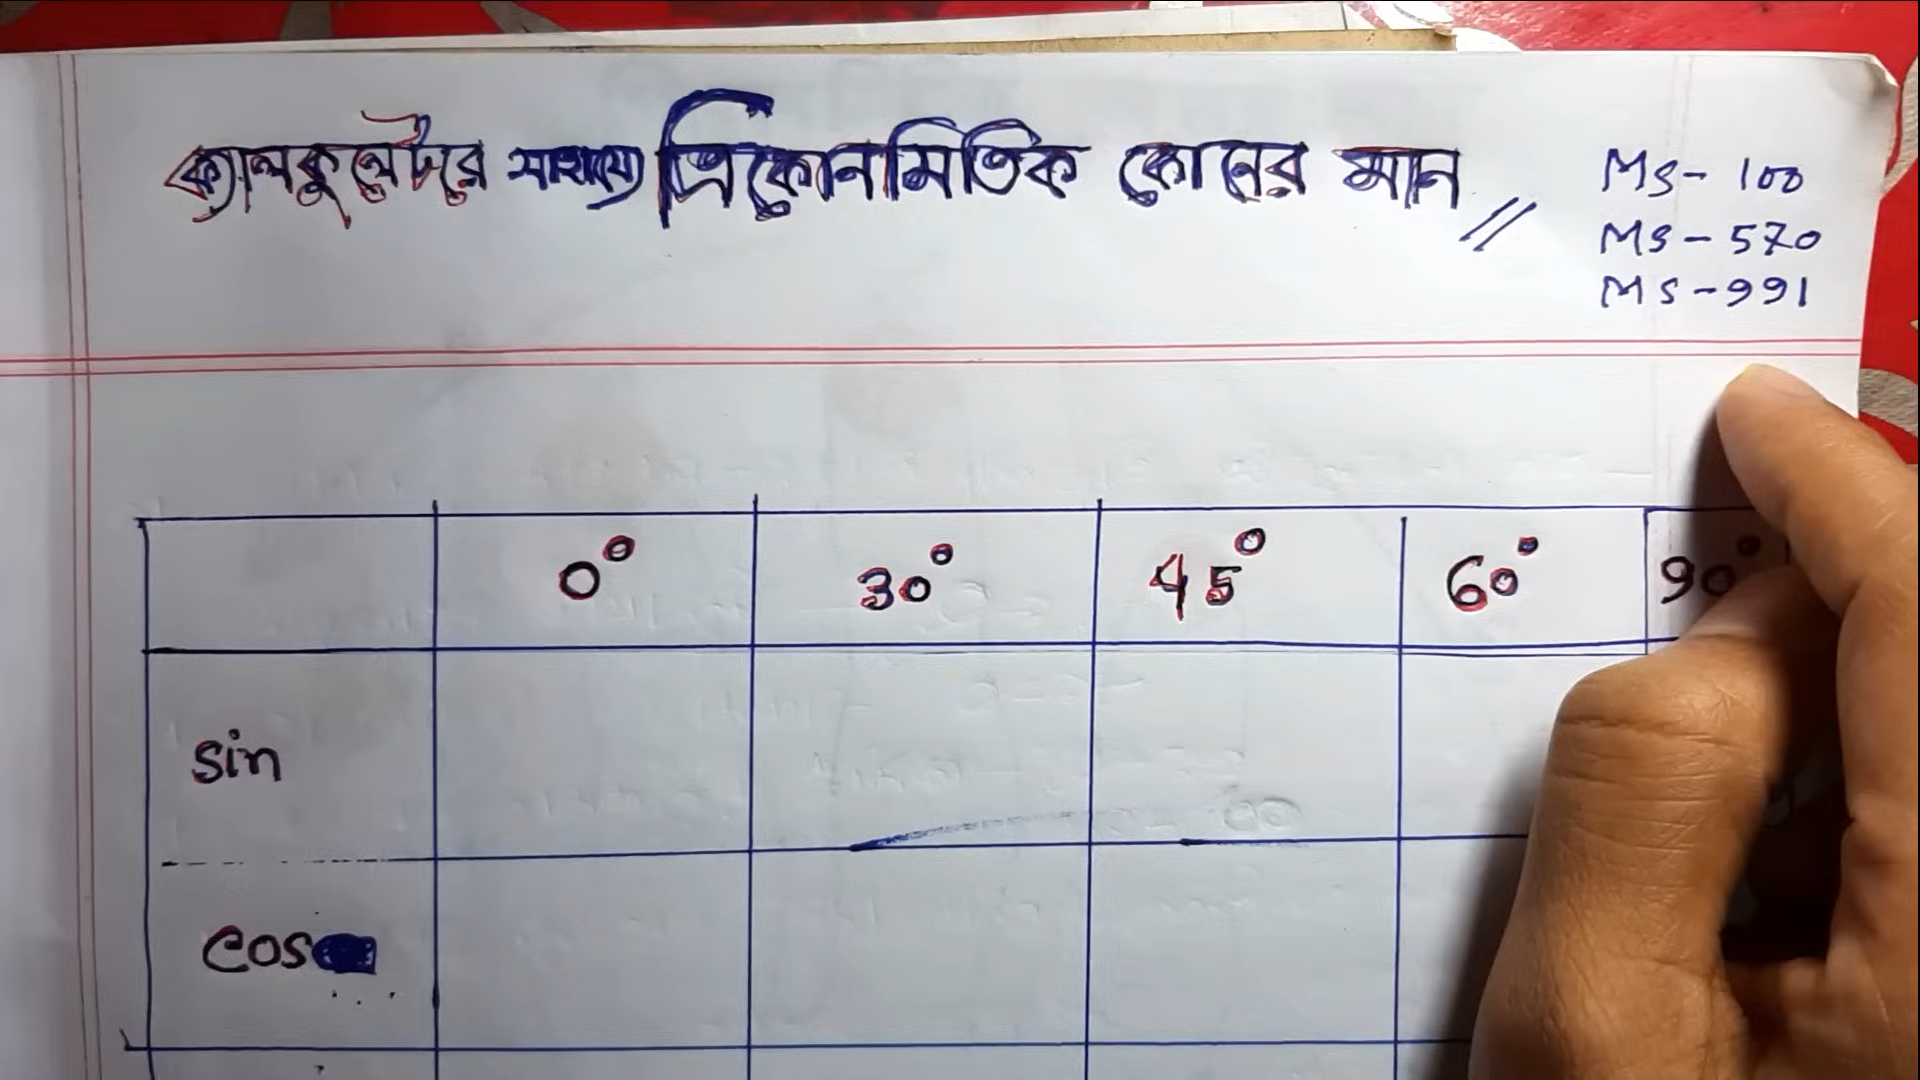 ক্যালকুলেটরে সাহায্যে ত্রিকোনমিতিক কোনের মান //
MS- 100
MS - 570
MS -991
0° 30° 45° 60° 90°
sin
cos